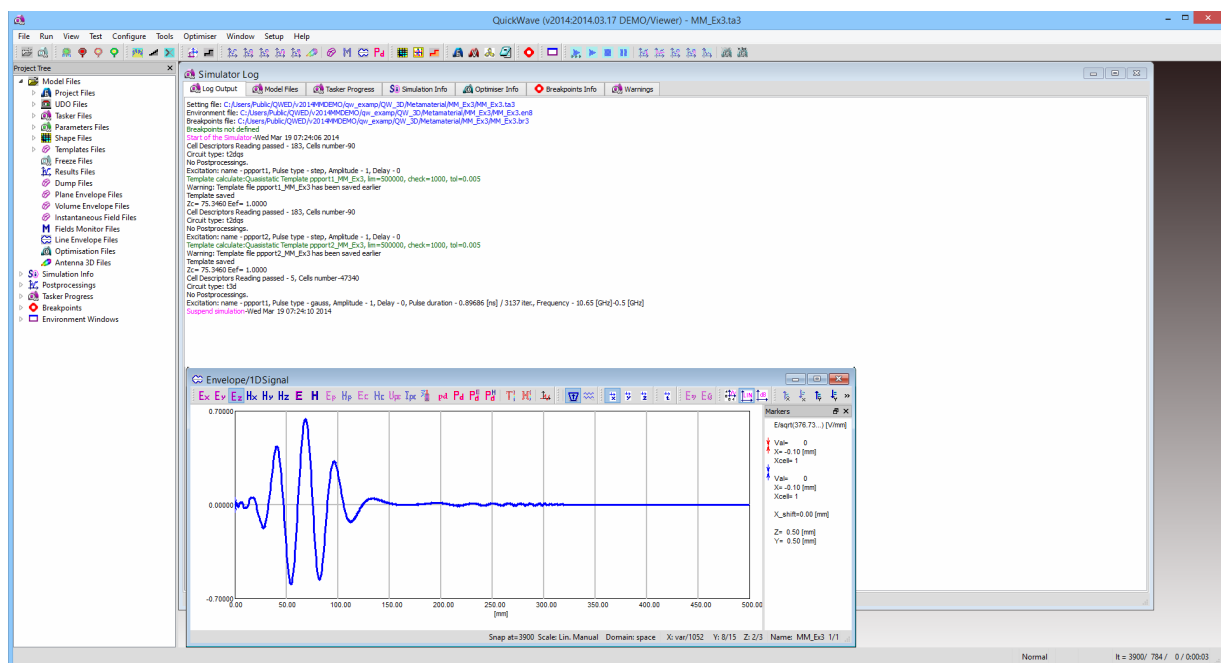 QuickWave (v2014:2014.03.17 DEMO/Viewer) - MM_Ex3.ta3
File Run View Test Configure Tools Optimiser Window Setup Help
Project Tree
Model Files
Project Files
UDO Files
Tasker Files
Parameters Files
Shape Files
Templates Files
Freeze Files
Results Files
Dump Files
Plane Envelope Files
Volume Envelope Files
Instantaneous Field Files
Fields Monitor Files
Line Envelope Files
Optimisation Files
Antenna 3D Files
Simulation Info
Postprocessings
Tasker Progress
Breakpoints
Environment Windows
Simulator Log
Log Output Model Files Tasker Progress Simulation Info Optimiser Info Breakpoints Info Warnings
Setting file: C:/Users/Public/QWED/v2014MMDEMO/qw_examp/QW_3D/Metamaterial/MM_Ex3/MM_Ex3.ta3
Environment file: C:/Users/Public/QWED/v2014MMDEMO/qw_examp/QW_3D/Metamaterial/MM_Ex3/MM_Ex3.en8
Breakpoints file: C:/Users/Public/QWED/v2014MMDEMO/qw_examp/QW_3D/Metamaterial/MM_Ex3/MM_Ex3.br3
Breakpoints not defined
Start of the Simulator-Wed Mar 19 07:24:06 2014
Cell Descriptors Reading passed - 183, Cells number-90
Circuit type: t2dqs
No Postprocessings.
Excitation: name - ppport1, Pulse type - step, Amplitude - 1, Delay - 0
Template calculate:Quasistatic Template ppport1_MM_Ex3, lim=500000, check=1000, tol=0.005
Warning: Template file ppport1_MM_Ex3 has been saved earlier
Template saved
Zc= 75.3460 Eef= 1.0000
Cell Descriptors Reading passed - 183, Cells number-90
Circuit type: t2dqs
No Postprocessings.
Excitation: name - ppport2, Pulse type - step, Amplitude - 1, Delay - 0
Template calculate:Quasistatic Template ppport2_MM_Ex3, lim=500000, check=1000, tol=0.005
Warning: Template file ppport2_MM_Ex3 has been saved earlier
Template saved
Zc= 75.3460 Eef= 1.0000
Cell Descriptors Reading passed - 5, Cells number-47340
Circuit type: t3d
No Postprocessings.
Excitation: name - ppport1, Pulse type - gauss, Amplitude - 1, Delay - 0, Pulse duration - 0.89686 [ns] / 3137 iter., Frequency - 10.65 [GHz]-0.5 [GHz]
Suspend simulation-Wed Mar 19 07:24:10 2014
Envelope/1DSignal
Ex Ey Ez Hx Hy Hz E H Ep Hp Ec Hc
Markers
E/sqrt(376.73...) [V/mm]
Val= 0
X= -0.10 [mm]
Xcell= 1
Val= 0
X= -0.10 [mm]
Xcell= 1
X_shift=0.00 [mm]
Z= 0.50 [mm]
Y= 0.50 [mm]
0.70000
0.00000
-0.70000
0.00 50.00 100.00 150.00 200.00 250.00 300.00 350.00 400.00 450.00 500.00
[mm]
Snap at=3900 Scale: Lin. Manual Domain: space X: var/1052 Y: 8/15 Z: 2/3 Name: MM_Ex3 1/1
Normal It = 3900/ 784 / 0 / 0:00:03